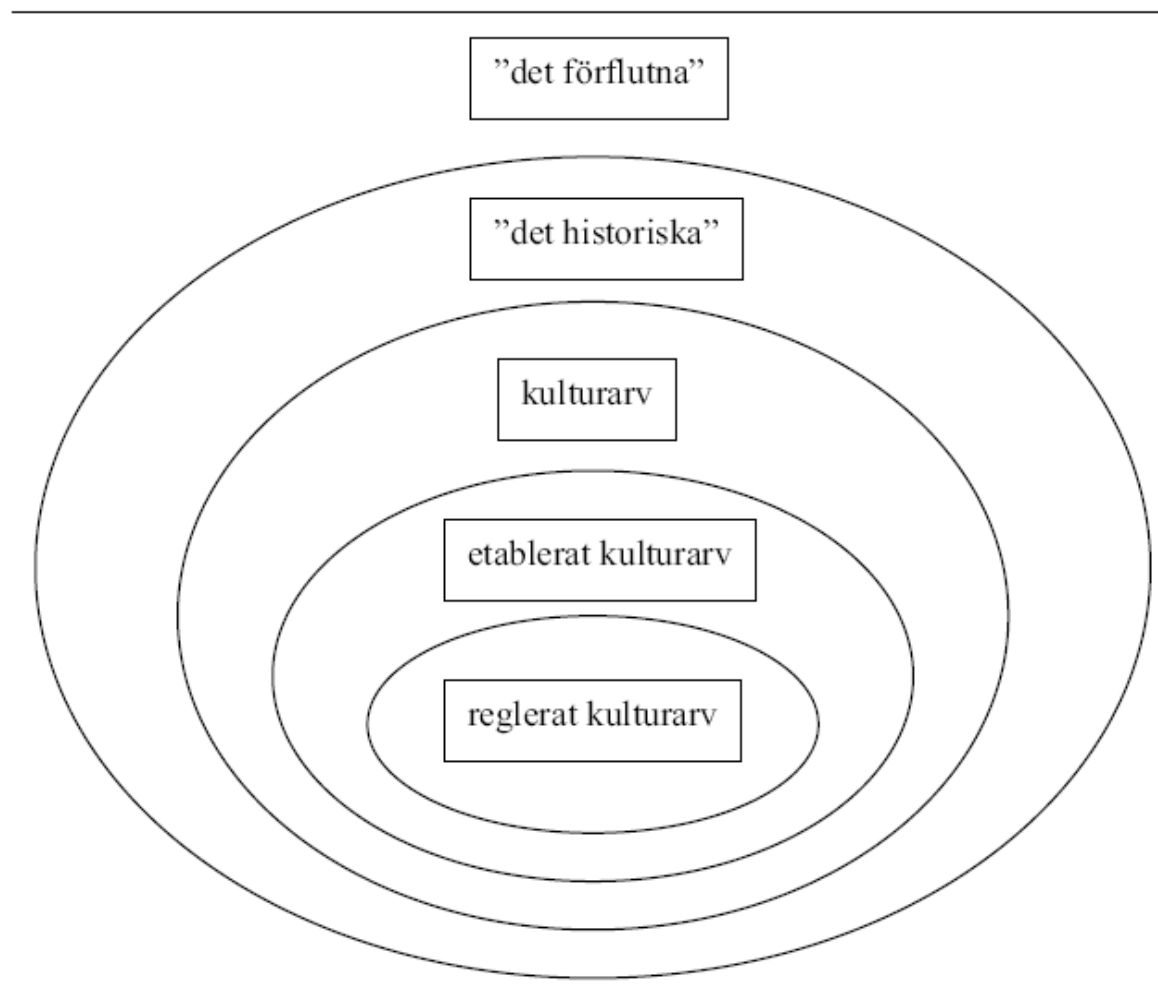 ”det förflutna”
”det historiska”
kulturarv
etablerat kulturarv
reglerat kulturarv